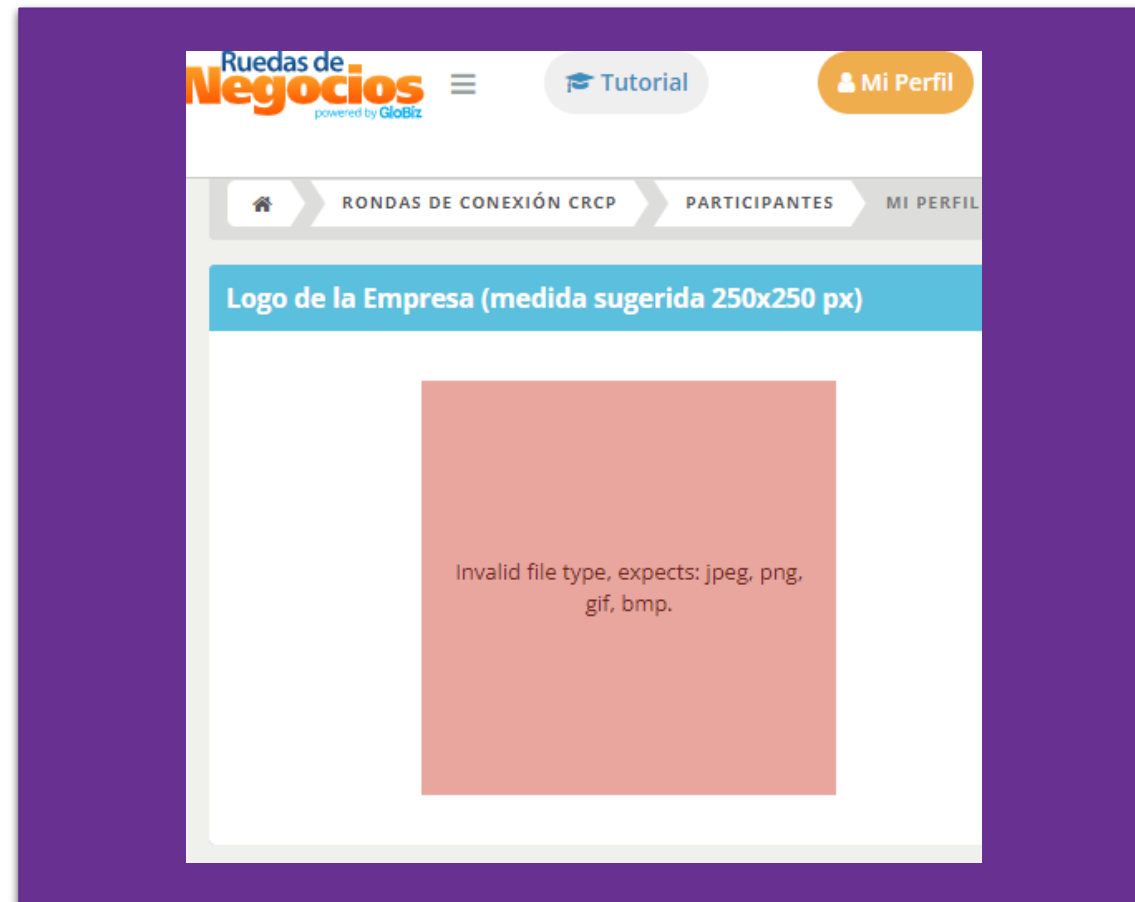 Ruedas de
Negocios
powered by GloBiz
Tutorial
Mi Perfil
RONDAS DE CONEXIÓN CRCP
PARTICIPANTES
MI PERFIL
Logo de la Empresa (medida sugerida 250x250 px)
Invalid file type, expects: jpeg, png,
gif, bmp.